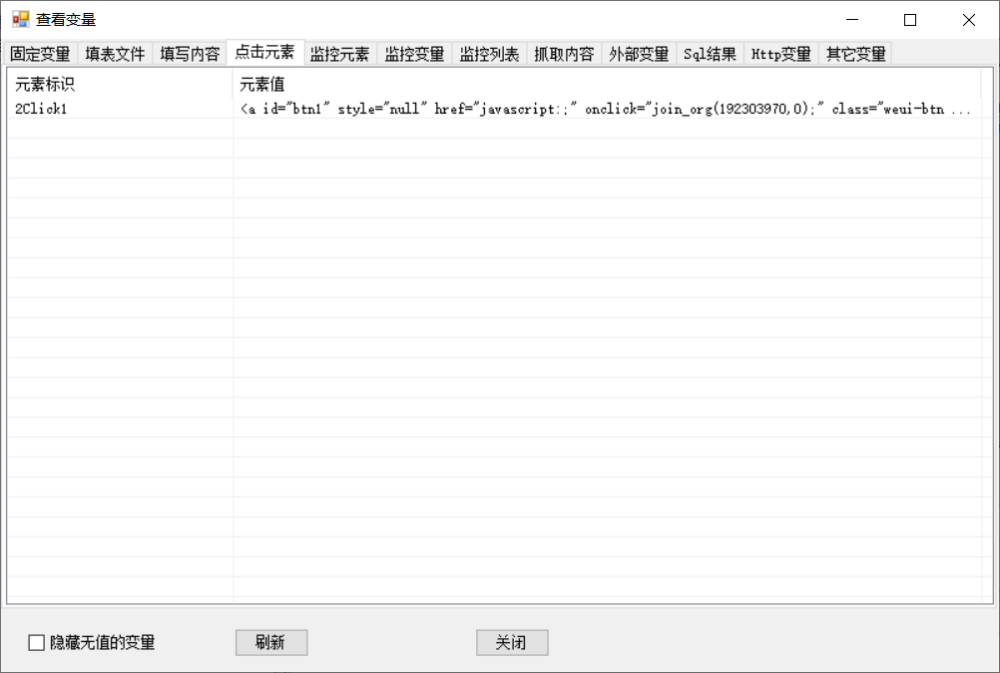 查看变量
固定变量 填表文件 填写内容 点击元素 监控元素 监控变量 监控列表 抓取内容 外部变量 Sql结果 Http变量 其它变量
元素标识 元素值
2Click1 <a id="btn1" style="null" href="javascript:;" onclick="join_org(192303970,0);" class="weui-btn ...
隐藏无值的变量 刷新 关闭